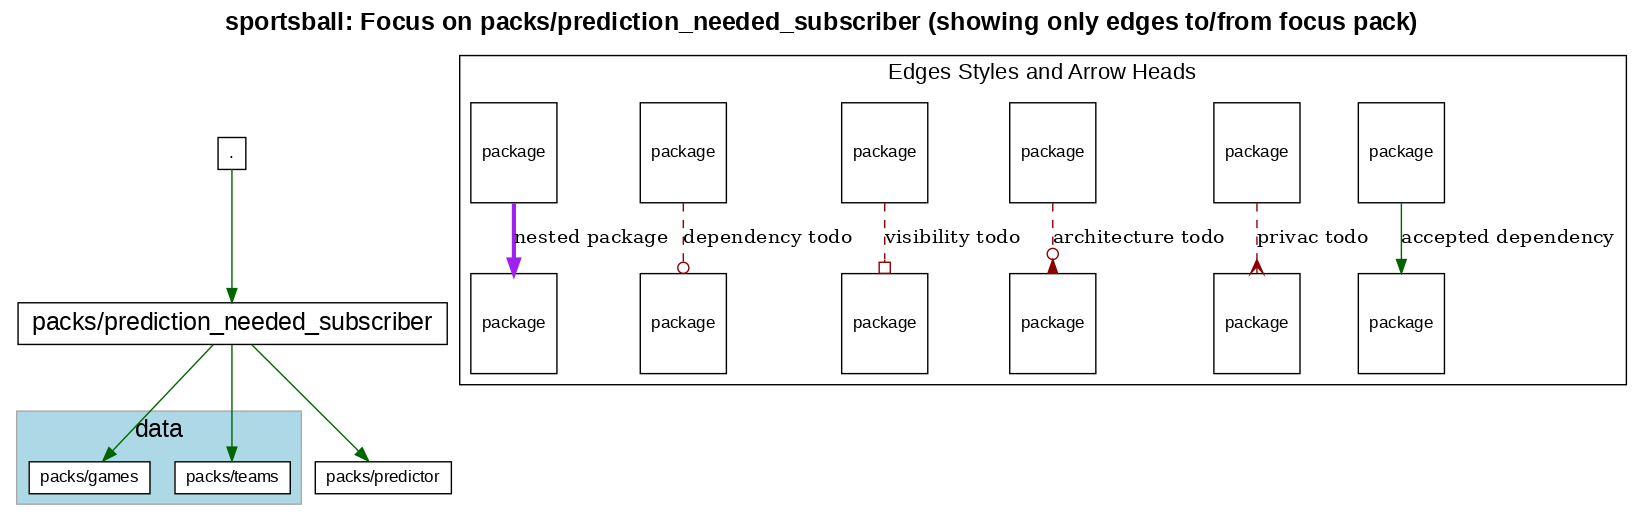 sportsball: Focus on packs/prediction_needed_subscriber (showing only edges to/from focus pack)
Edges Styles and Arrow Heads
package package package package package package
.
nested package dependency todo visibility todo architecture todo privac todo accepted dependency
package package package package package package
packs/prediction_needed_subscriber
data
packs/games packs/teams packs/predictor